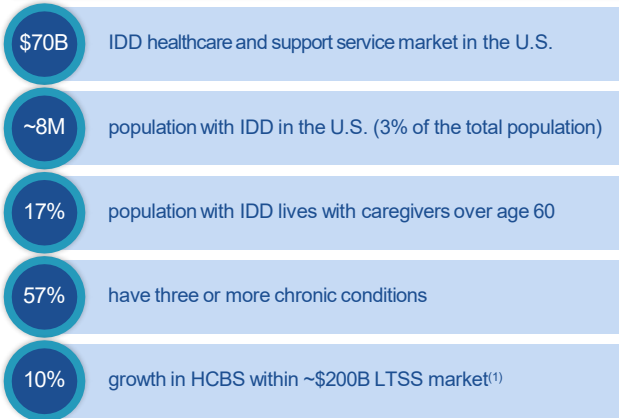 $70B IDD healthcare and support service market in the U.S.
~8M population with IDD in the U.S. (3% of the total population)
17% population with IDD lives with caregivers over age 60
57% have three or more chronic conditions
10% growth in HCBS within ~$200B LTSS market(1)